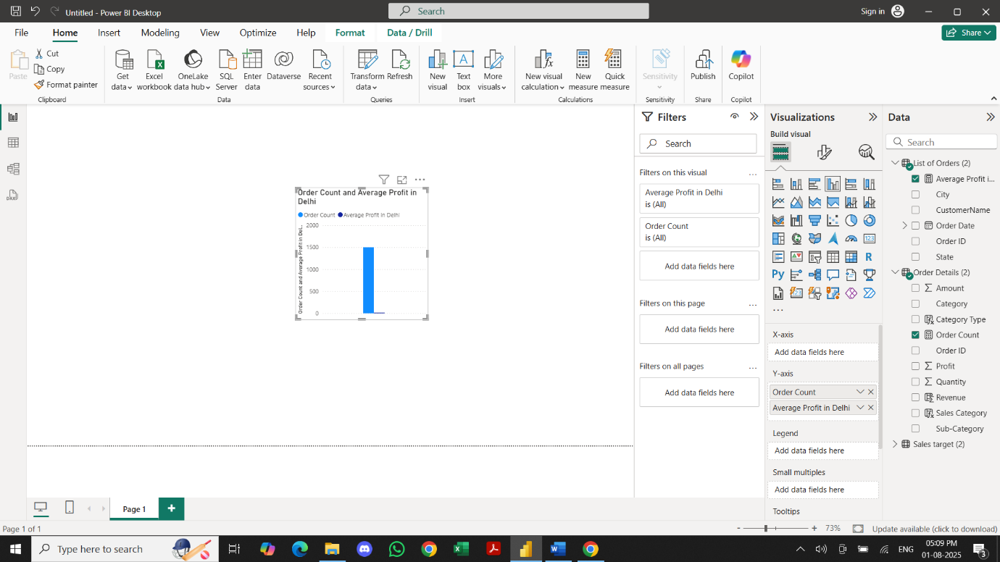 Untitled - Power BI Desktop
Search
Sign in
File
Home
Insert
Modeling
View
Optimize
Help
Format
Data / Drill
Share
Paste
Cut
Copy
Format painter
Clipboard
Get data
Excel workbook
OneLake data hub
SQL Server
Enter data
Dataverse
Recent sources
Data
Transform data
Refresh
Queries
New visual
A
Text box
More visuals
Insert
New visual calculation
New measure
Quick measure
Calculations
Sensitivity
Sensitivity
Publish
Share
Copilot
Copilot
Order Count and Average Profit in
Delhi
Order Count
Average Profit in Delhi
Order Count and Average Profit in Del...
2000
1500
1000
500
0
Filters
Search
Filters on this visual
...
Average Profit in Delhi
is (All)
Order Count
is (All)
Add data fields here
Filters on this page
...
Add data fields here
Filters on all pages
...
Add data fields here
Visualizations
Build visual
123
R
Py
123
...
X-axis
Add data fields here
Y-axis
Order Count
Average Profit in Delhi
Legend
Add data fields here
Small multiples
Add data fields here
Tooltips
Data
Search
List of Orders (2)
Average Profit i...
City
CustomerName
Order Date
Order ID
State
Order Details (2)
Amount
Category
Category Type
Order Count
Order ID
Profit
Quantity
Revenue
Sales Category
Sub-Category
Sales target (2)
Page 1
+
Page 1 of 1
- + 73%
Update available (click to download)
Type here to search
ENG
05:09 PM
01-08-2025
3